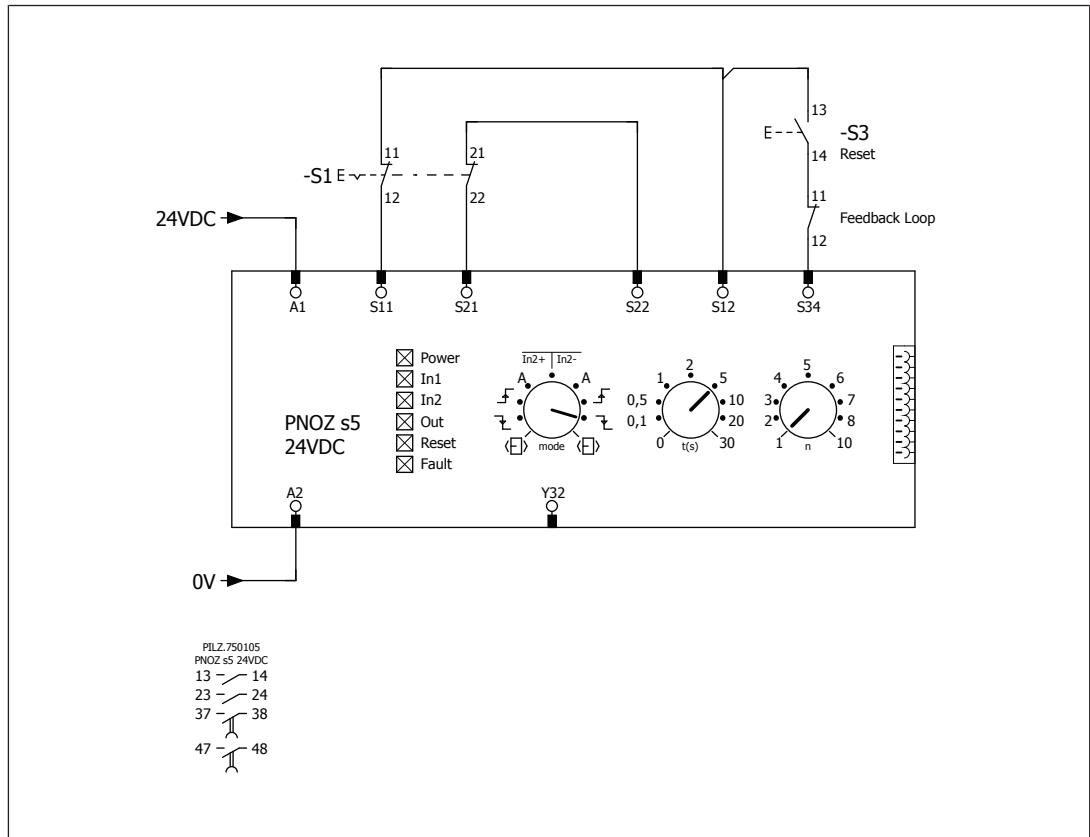 13
E
-S3
14
Reset
11
21
-S1
E
12
22
11
Feedback Loop
12
24VDC
A1
S11
S21
S22
S12
S34
Power
In1
In2
Out
Reset
Fault
PNOZ s5
24VDC
In2+
In2-
A
A
mode
0
0,1
0,5
1
2
5
10
20
30
t(s)
1
2
3
4
5
6
7
8
10
n
A2
Y32
0V
PILZ.750105
PNOZ s5 24VDC
13 14
23 24
37 38
47 48